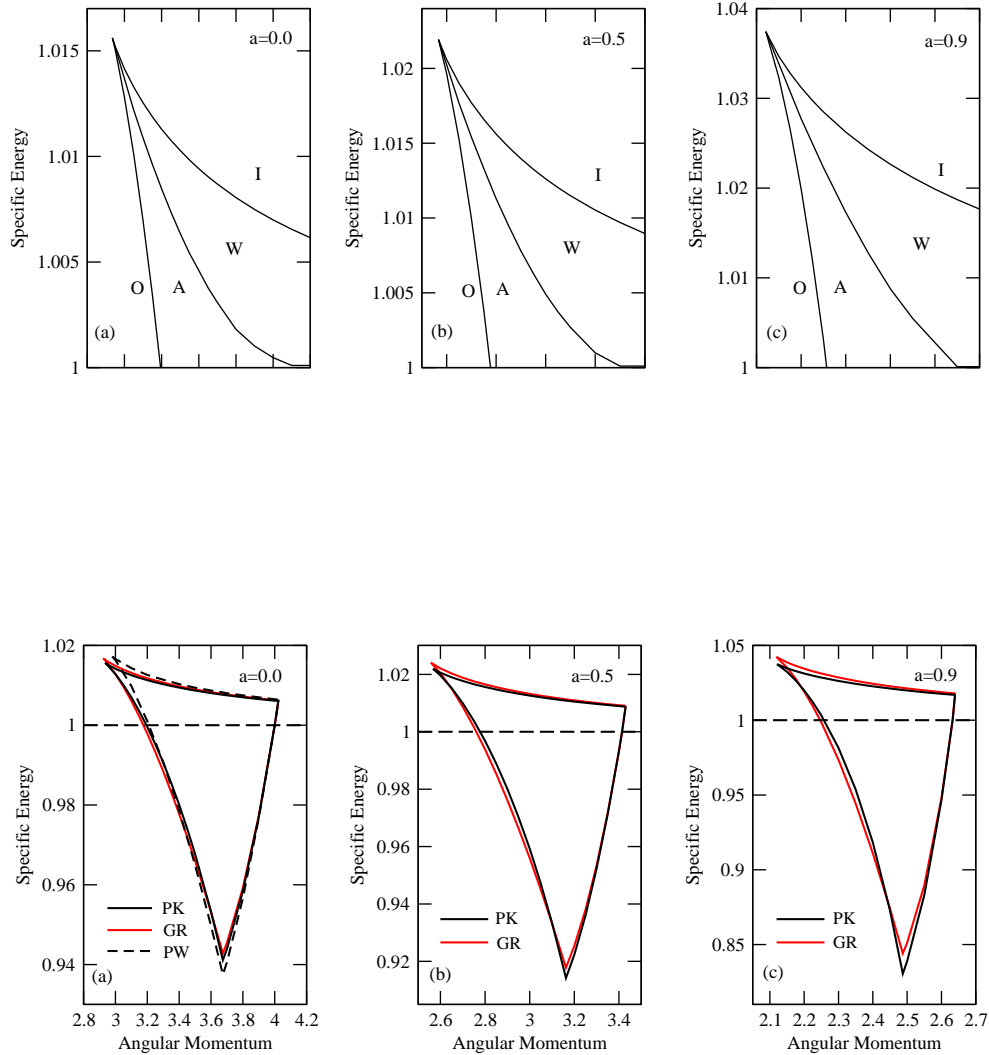 1.015
1.01
1.005
1
Specific Energy
a=0.0
I
W
O
A
(a)
1.02
1.015
1.01
1.005
1
Specific Energy
a=0.5
I
W
O
A
(b)
1.04
1.03
1.02
1.01
1
Specific Energy
a=0.9
I
W
O
A
(c)
1.02
1
0.98
0.96
0.94
Specific Energy
a=0.0
PK
GR
PW
(a)
2.8 3 3.2 3.4 3.6 3.8 4 4.2
Angular Momentum
1.02
1
0.98
0.96
0.94
0.92
Specific Energy
a=0.5
PK
GR
(b)
2.6 2.8 3 3.2 3.4
Angular Momentum
1.05
1
0.95
0.9
0.85
Specific Energy
a=0.9
PK
GR
(c)
2.1 2.2 2.3 2.4 2.5 2.6 2.7
Angular Momentum